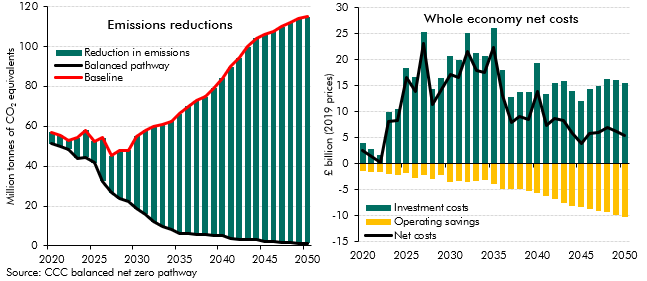 Emissions reductions
Million tonnes of CO2 equivalents
120
100
80
60
40
20
0
Reduction in emissions
Balanced pathway
Baseline
2020 2025 2030 2035 2040 2045 2050
Source: CCC balanced net zero pathway
Whole economy net costs
£ billion (2019 prices)
30
25
20
15
10
5
0
-5
-10
-15
Investment costs
Operating savings
Net costs
2020 2025 2030 2035 2040 2045 2050